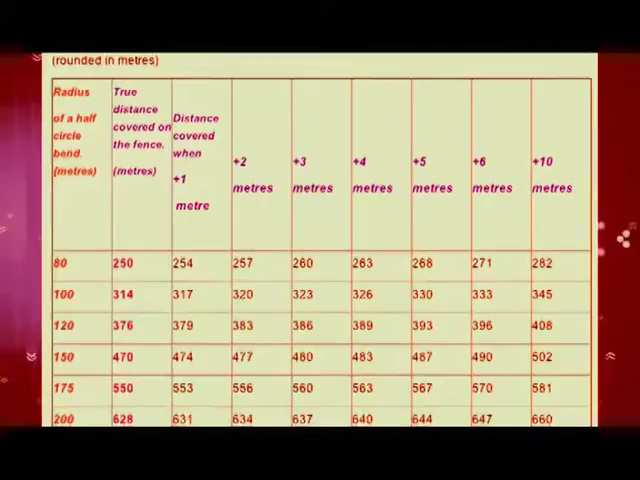 (rounded in metres)
Radius of a half circle bend. (metres) True distance covered on the fence. (metres) Distance covered when +1 metre +2 metres +3 metres +4 metres +5 metres +6 metres +10 metres
80 250 254 257 260 263 268 271 282
100 314 317 320 323 326 330 333 345
120 376 379 383 386 389 393 396 408
150 470 474 477 480 483 487 490 502
175 550 553 556 560 563 567 570 581
200 628 631 634 637 640 644 647 660